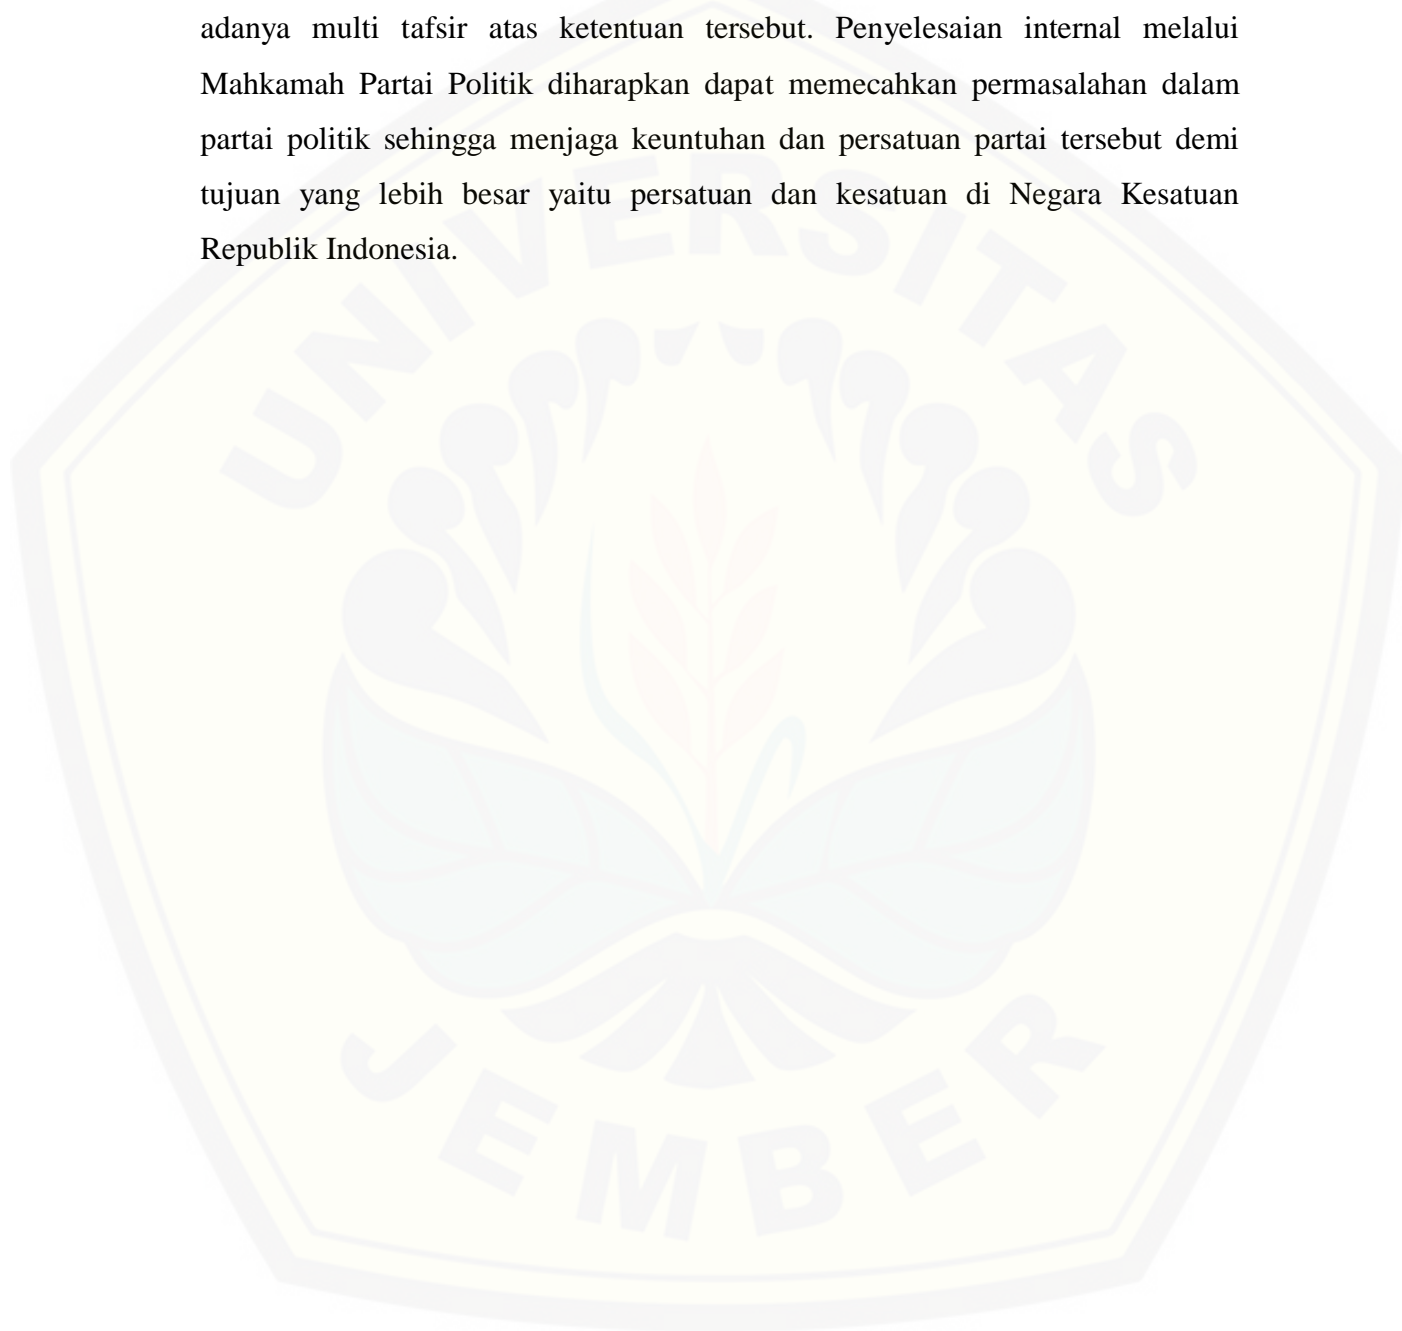 adanya multi tafsir atas ketentuan tersebut. Penyelesaian internal melalui
Mahkamah Partai Politik diharapkan dapat memecahkan permasalahan dalam
partai politik sehingga menjaga keuntuhan dan persatuan partai tersebut demi
tujuan yang lebih besar yaitu persatuan dan kesatuan di Negara Kesatuan
Republik Indonesia.
UNIVERSITAS
JEMBER